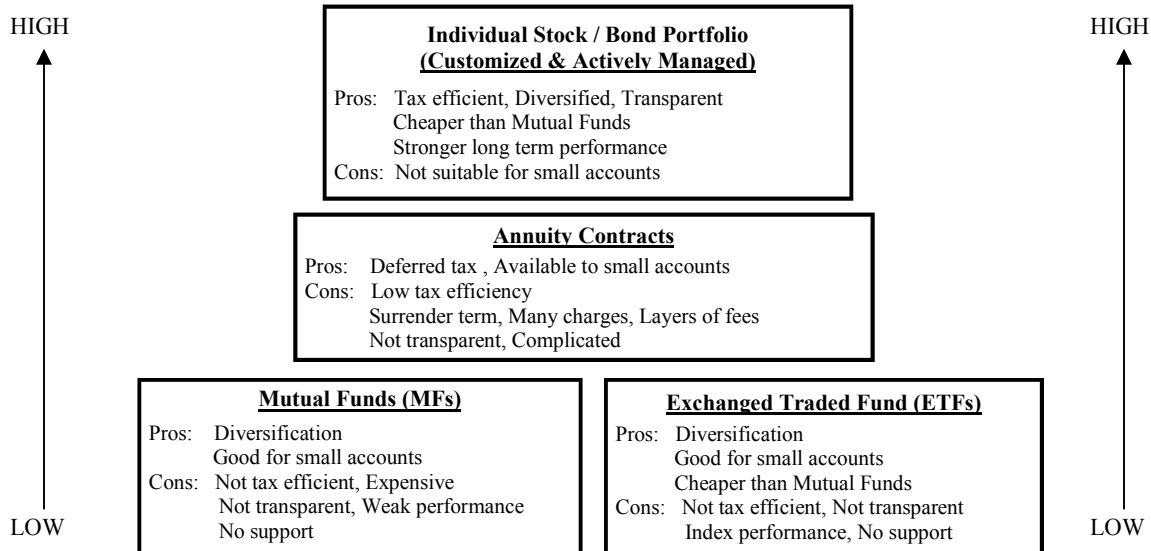 HIGH
HIGH
Individual Stock / Bond Portfolio
(Customized & Actively Managed)
Pros: Tax efficient, Diversified, Transparent
Cheaper than Mutual Funds
Stronger long term performance
Cons: Not suitable for small accounts
Annuity Contracts
Pros: Deferred tax , Available to small accounts
Cons: Low tax efficiency
Surrender term, Many charges, Layers of fees
Not transparent, Complicated
Mutual Funds (MFs)
Pros: Diversification
Good for small accounts
Cons: Not tax efficient, Expensive
Not transparent, Weak performance
No support
Exchanged Traded Fund (ETFs)
Pros: Diversification
Good for small accounts
Cheaper than Mutual Funds
Cons: Not tax efficient, Not transparent
Index performance, No support
LOW
LOW